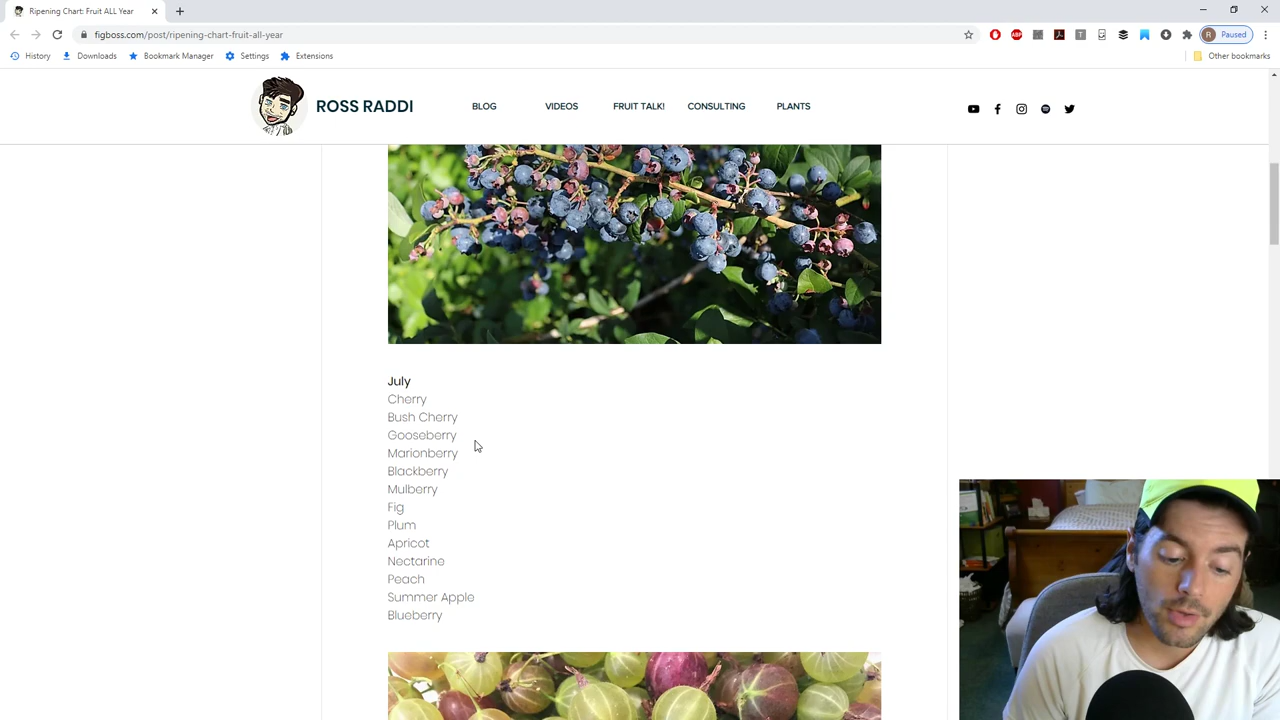 Ripening Chart: Fruit ALL Year
figboss.com/post/ripening-chart-fruit-all-year
R Paused
History Downloads Bookmark Manager Settings Extensions Other bookmarks
ROSS RADDI BLOG VIDEOS FRUIT TALK! CONSULTING PLANTS
July
Cherry
Bush Cherry
Gooseberry
Marionberry
Blackberry
Mulberry
Fig
Plum
Apricot
Nectarine
Peach
Summer Apple
Blueberry